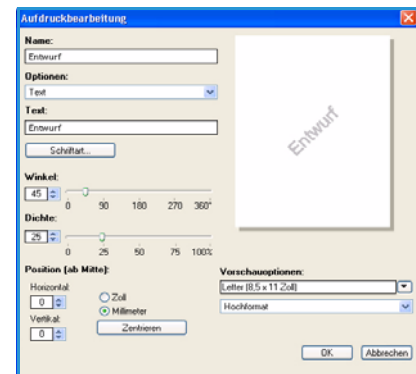 Aufdruckbearbeitung
Name:
Entwurf
Optionen:
Text
Text:
Entwurf
Schriftart...
Winkel:
45
0 90 180 270 360°
Dichte:
25
0 25 50 75 100%
Position (ab Mitte):
Horizontal:
0
Zoll
Millimeter
Vertikal:
0
Zentrieren
Entwurf
Vorschauoptionen:
Letter (8,5 x 11 Zoll)
Hochformat
OK Abbrechen